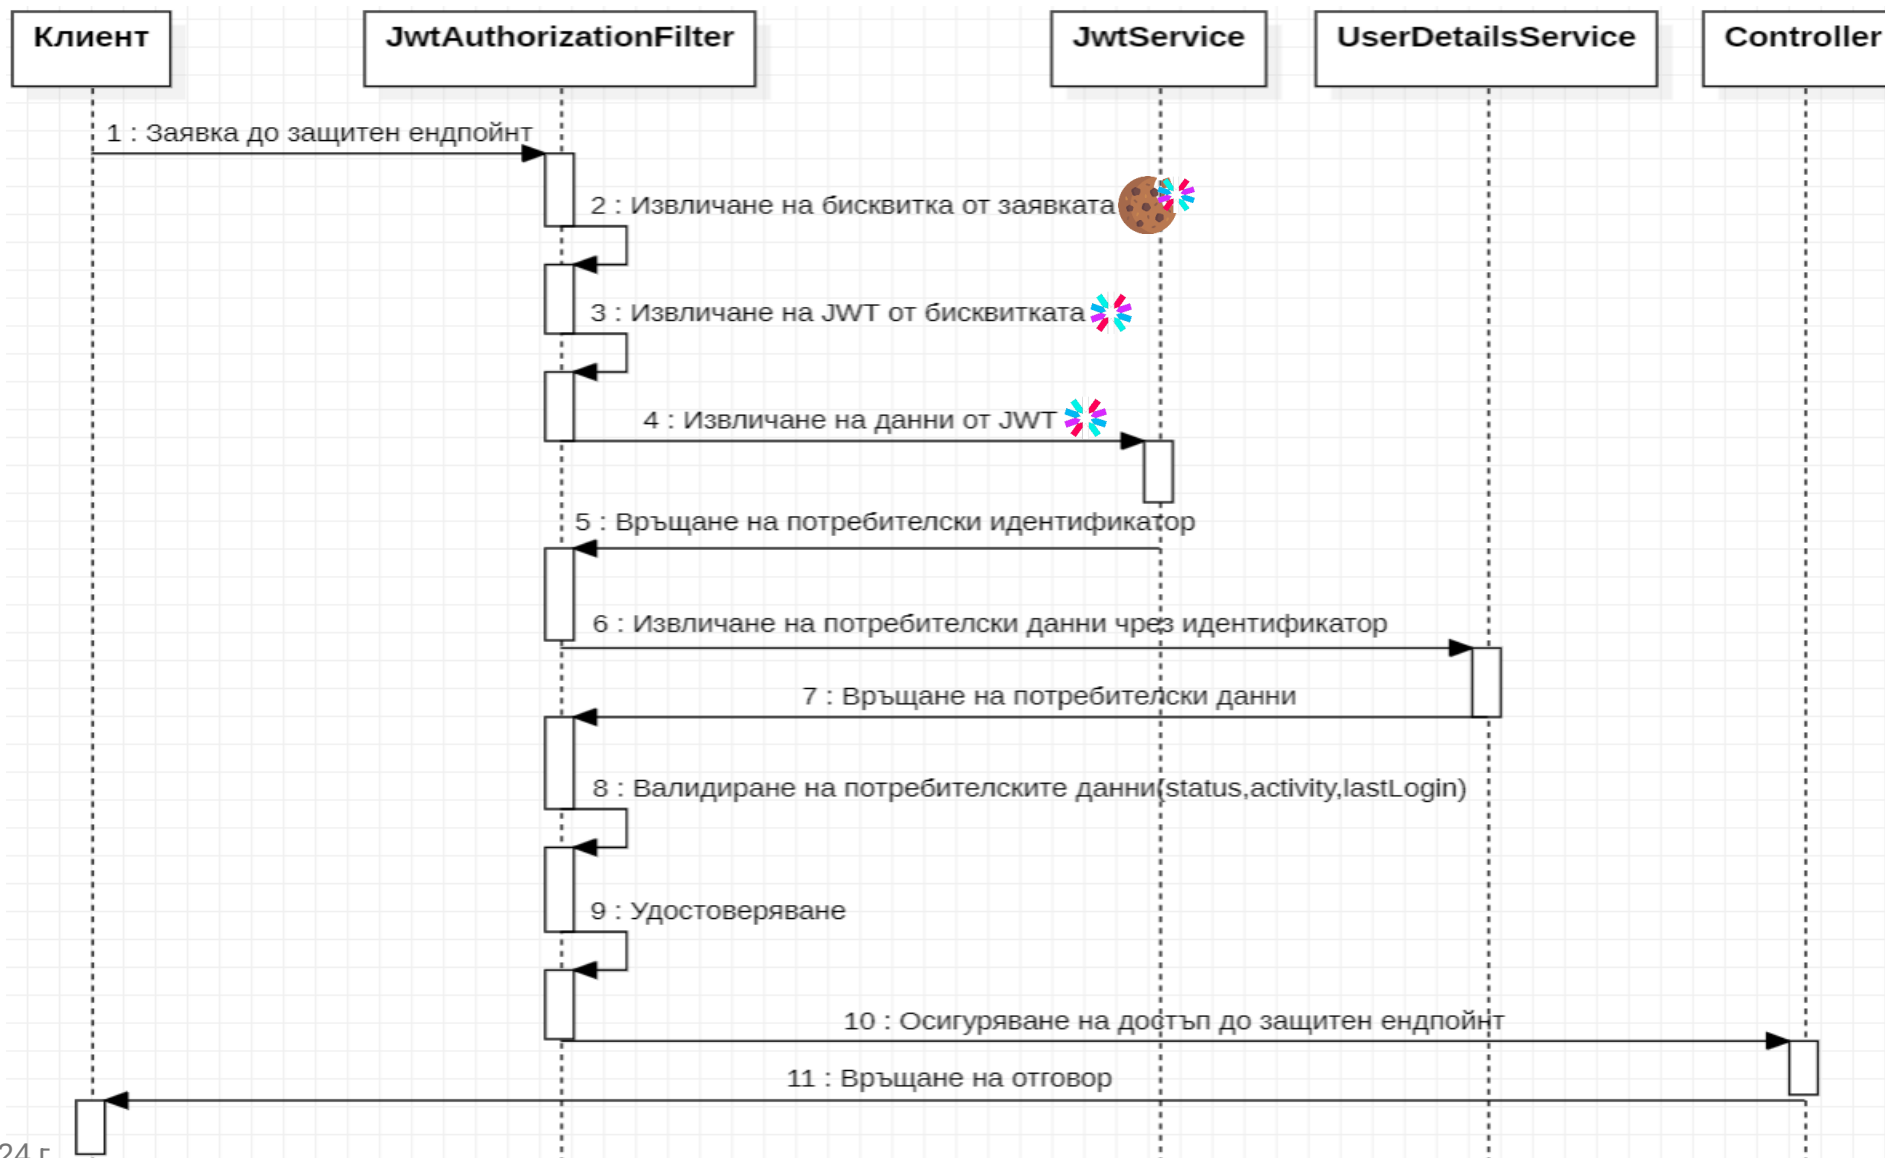 Клиент
JwtAuthorizationFilter
JwtService
UserDetailsService
Controller
1 : Заявка до защитен ендпойнт
2 : Извличане на бисквитка от заявката
3 : Извличане на JWT от бисквитката
4 : Извличане на данни от JWT
5 : Връщане на потребителски идентификатор
6 : Извличане на потребителски данни чрез идентификатор
7 : Връщане на потребителски данни
8 : Валидиране на потребителските данни(status,activity,lastLogin)
9 : Удостоверяване
10 : Осигуряване на достъп до защитен ендпойнт
11 : Връщане на отговор
24 г.